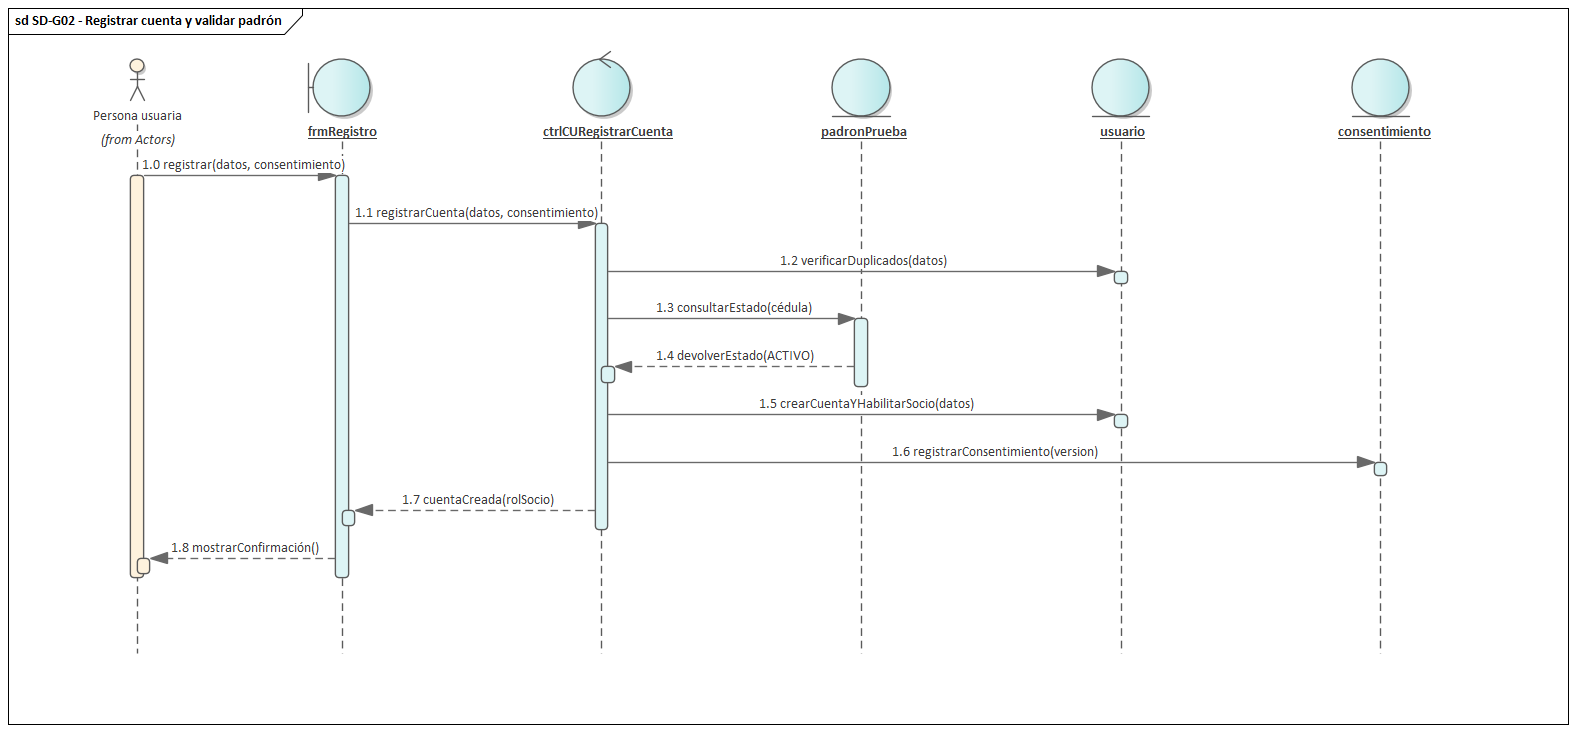 sd SD-G02 - Registrar cuenta y validar padrón
Persona usuaria
(from Actors)
frmRegistro
ctrlCURegistrarCuenta
padronPrueba
usuario
consentimiento
1.0 registrar(datos, consentimiento)
1.1 registrarCuenta(datos, consentimiento)
1.2 verificarDuplicados(datos)
1.3 consultarEstado(cédula)
1.4 devolverEstado(ACTIVO)
1.5 crearCuentaYHabilitarSocio(datos)
1.6 registrarConsentimiento(version)
1.7 cuentaCreada(rolSocio)
1.8 mostrarConfirmación()